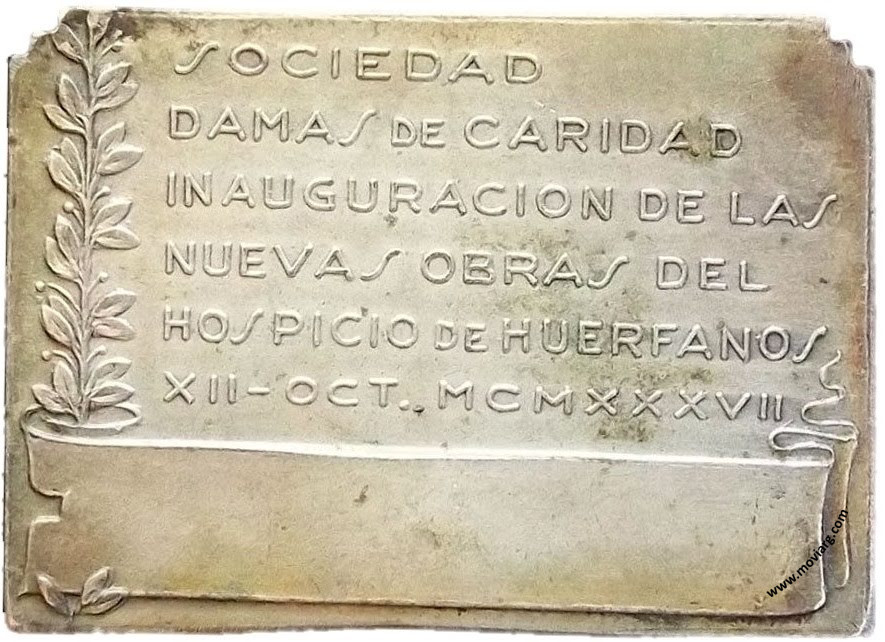 SOCIEDAD
DAMAS DE CARIDAD
INAUGURACION DE LAS
NUEVAS OBRAS DEL
HOSPICIO DE HUERFANOS
XII-OCT., MCMXXXVII
www.moviarg.com